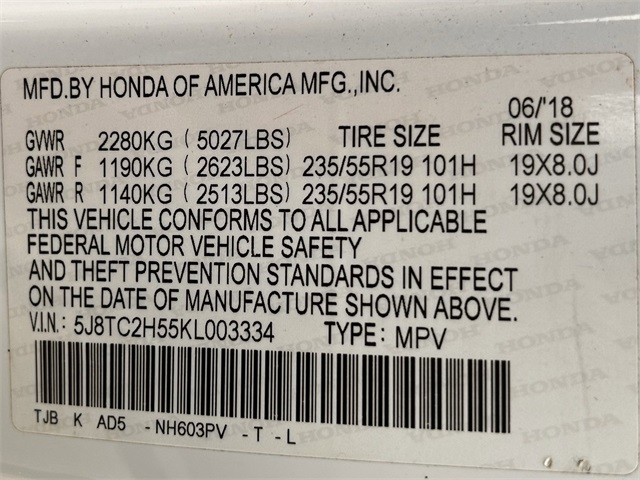 MFD.BY HONDA OF AMERICA MFG.,INC.
06/'18
GVWR 2280KG (5027LBS) TIRE SIZE RIM SIZE
GAWR F 1190KG (2623LBS) 235/55R19 101H 19X8.0J
GAWR R 1140KG (2513LBS) 235/55R19 101H 19X8.0J
THIS VEHICLE CONFORMS TO ALL APPLICABLE
FEDERAL MOTOR VEHICLE SAFETY
AND THEFT PREVENTION STANDARDS IN EFFECT
ON THE DATE OF MANUFACTURE SHOWN ABOVE.
V.I.N.: 5J8TC2H55KL003334 TYPE: MPV
TJB K AD5 -NH603PV -T -L